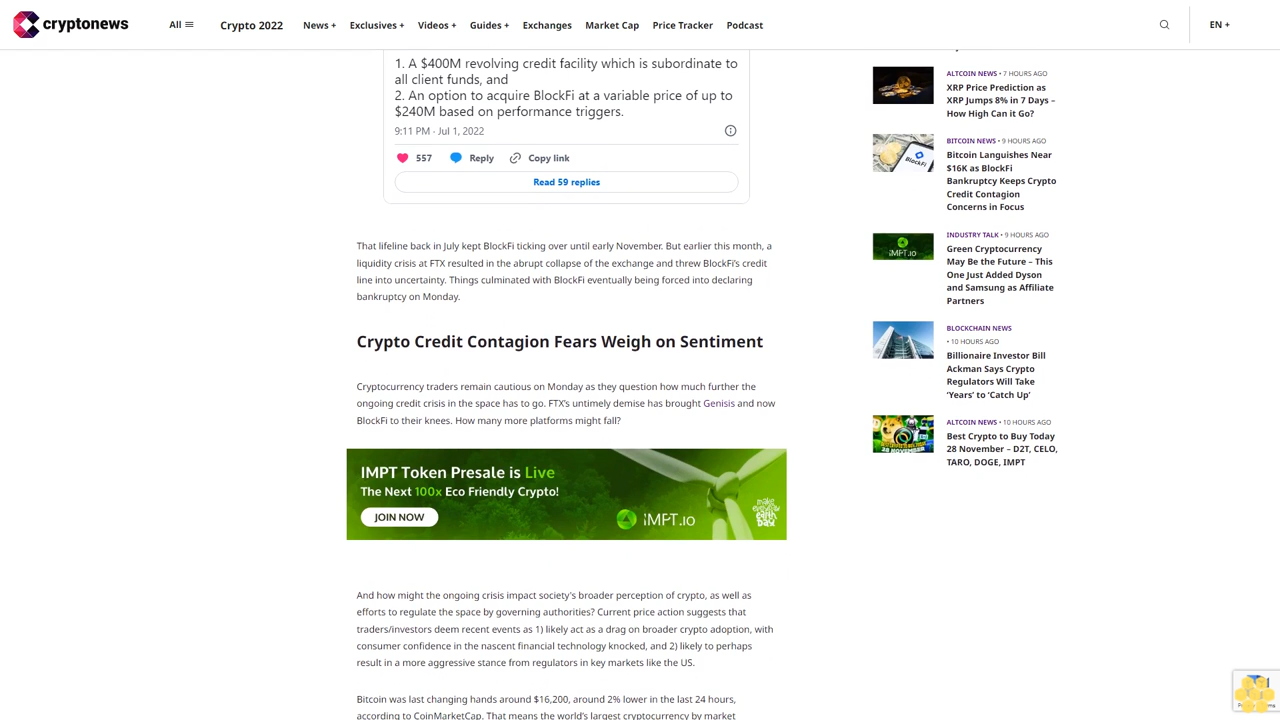 cryptonews
All
Crypto 2022
News +
Exclusives +
Videos +
Guides +
Exchanges
Market Cap
Price Tracker
Podcast
EN +
1. A $400M revolving credit facility which is subordinate to
all client funds, and
2. An option to acquire BlockFi at a variable price of up to
$240M based on performance triggers.
9:11 PM · Jul 1, 2022
557
Reply
Copy link
Read 59 replies
That lifeline back in July kept BlockFi ticking over until early November. But earlier this month, a
liquidity crisis at FTX resulted in the abrupt collapse of the exchange and threw BlockFi's credit
line into uncertainty. Things culminated with BlockFi eventually being forced into declaring
bankruptcy on Monday.
Crypto Credit Contagion Fears Weigh on Sentiment
Cryptocurrency traders remain cautious on Monday as they question how much further the
ongoing credit crisis in the space has to go. FTX's untimely demise has brought Genisis and now
BlockFi to their knees. How many more platforms might fall?
IMPT Token Presale is Live
The Next 100x Eco Friendly Crypto!
JOIN NOW
iMPT.io
make
everyday
earth
DAY
And how might the ongoing crisis impact society's broader perception of crypto, as well as
efforts to regulate the space by governing authorities? Current price action suggests that
traders/investors deem recent events as 1) likely act as a drag on broader crypto adoption, with
consumer confidence in the nascent financial technology knocked, and 2) likely to perhaps
result in a more aggressive stance from regulators in key markets like the US.
Bitcoin was last changing hands around $16,200, around 2% lower in the last 24 hours,
according to CoinMarketCap. That means the world's largest cryptocurrency by market
ALTCOIN NEWS • 7 HOURS AGO
XRP Price Prediction as
XRP Jumps 8% in 7 Days –
How High Can it Go?
BlockFi
BITCOIN NEWS • 9 HOURS AGO
Bitcoin Languishes Near
$16K as BlockFi
Bankruptcy Keeps Crypto
Credit Contagion
Concerns in Focus
iMPT.io
INDUSTRY TALK • 9 HOURS AGO
Green Cryptocurrency
May Be the Future – This
One Just Added Dyson
and Samsung as Affiliate
Partners
BLOCKCHAIN NEWS
• 10 HOURS AGO
Billionaire Investor Bill
Ackman Says Crypto
Regulators Will Take
‘Years’ to ‘Catch Up’
ALTCOIN NEWS • 10 HOURS AGO
Best Crypto to Buy Today
28 November – D2T, CELO,
TARO, DOGE, IMPT